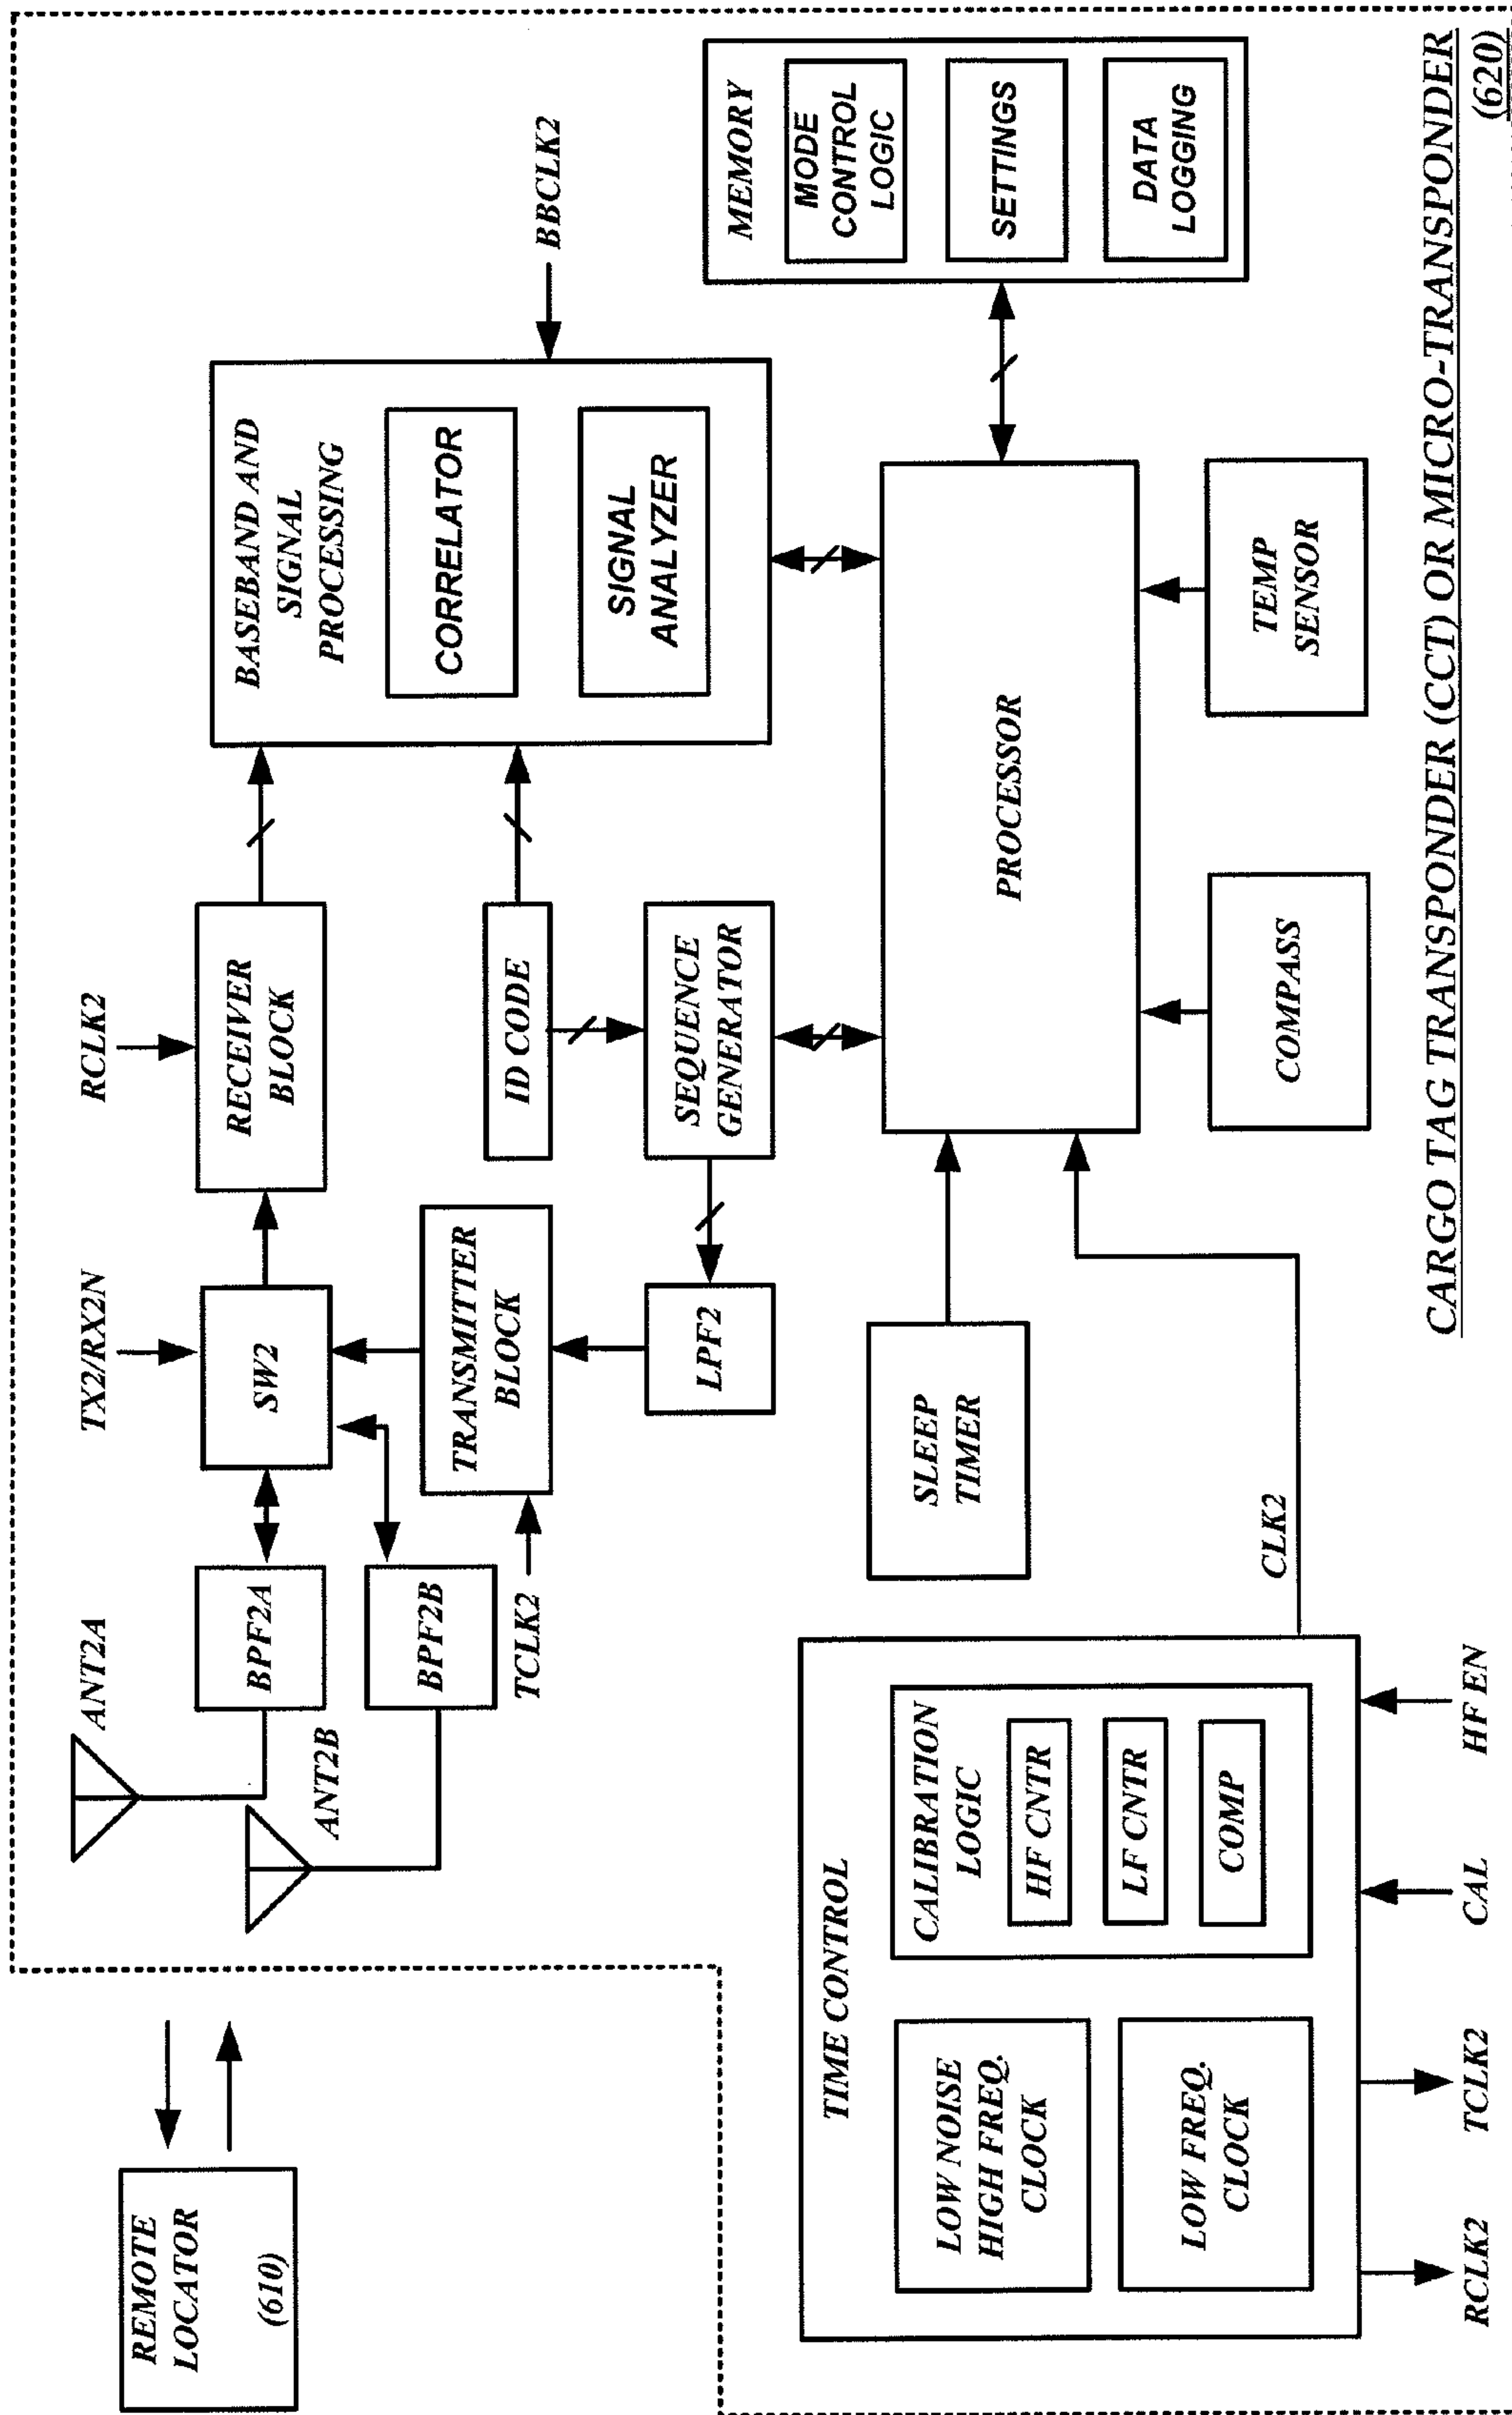 REMOTE
LOCATOR
(610)
ANT2A
ANT2B
BPF2A
BPF2B
TX2/RX2N
SW2
RCLK2
RECEIVER
BLOCK
TCLK2
TRANSMITTER
BLOCK
LPF2
ID CODE
SEQUENCE
GENERATOR
BASEBAND AND
SIGNAL
PROCESSING
CORRELATOR
SIGNAL
ANALYZER
BBCLK2
MEMORY
MODE
CONTROL
LOGIC
SETTINGS
DATA
LOGGING
PROCESSOR
SLEEP
TIMER
COMPASS
TEMP
SENSOR
CLK2
TIME CONTROL
LOW NOISE
HIGH FREQ.
CLOCK
LOW FREQ.
CLOCK
CALIBRATION
LOGIC
HF CNTR
LF CNTR
COMP
RCLK2
TCLK2
CAL
HF EN
CARGO TAG TRANSPONDER (CCT) OR MICRO-TRANSPONDER
(620)